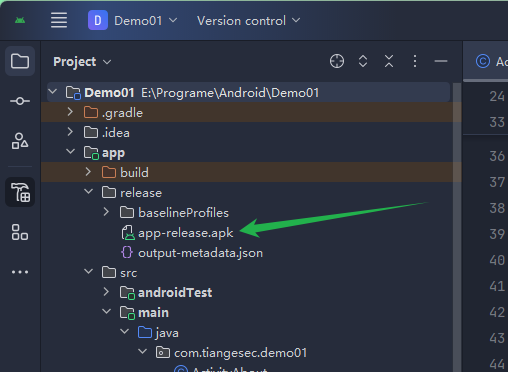 D Demo01 Version control
Project
Demo01 E:\Programe\Android\Demo01
.gradle
.idea
app
build
release
baselineProfiles
app-release.apk
{} output-metadata.json
src
androidTest
main
java
com.tiangesec.demo01
ActivityAbout
C Ac
24
33
36
37
38
39
40
41
42
43
44